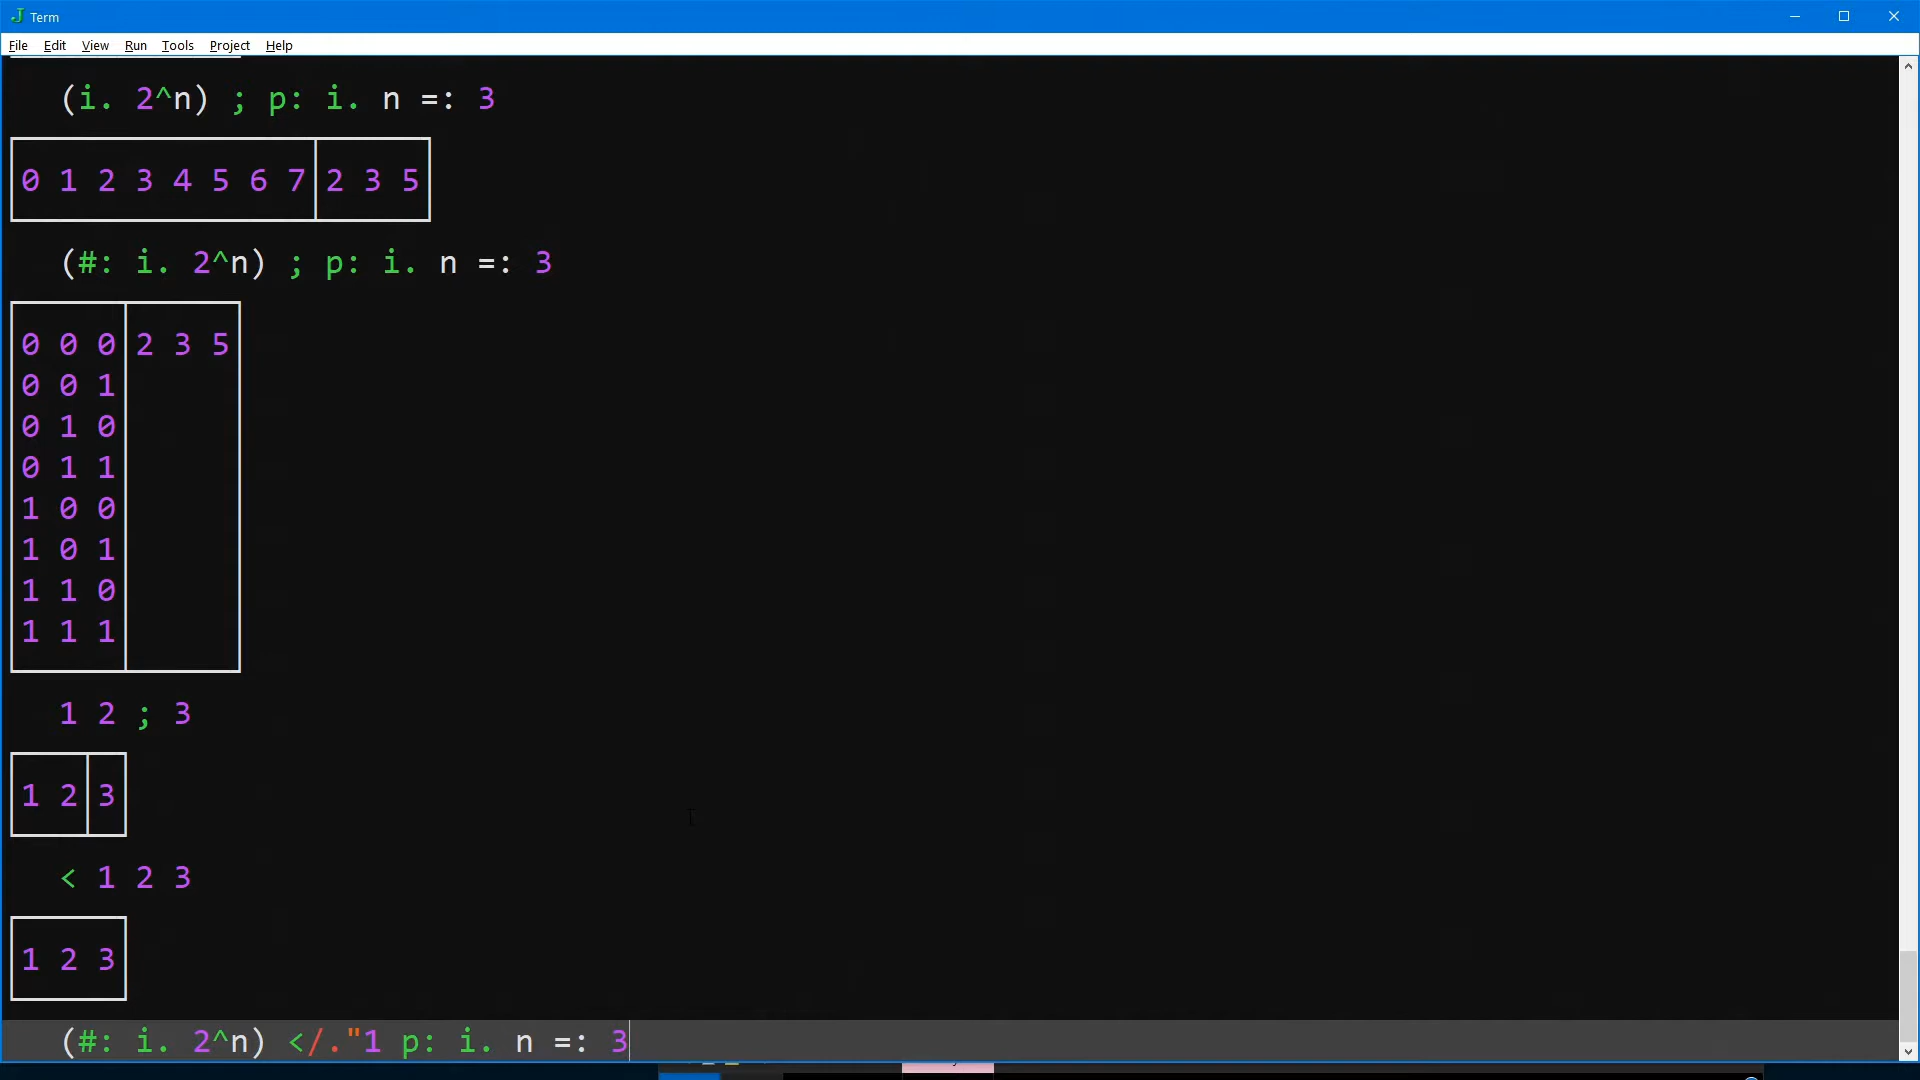 Term
File Edit View Run Tools Project Help
(i. 2^n) ; p: i. n =: 3
0 1 2 3 4 5 6 7 2 3 5
(#: i. 2^n) ; p: i. n =: 3
0 0 0 2 3 5
0 0 1
0 1 0
0 1 1
1 0 0
1 0 1
1 1 0
1 1 1
1 2 ; 3
1 2 3
< 1 2 3
1 2 3
(#: i. 2^n) </."1 p: i. n =: 3